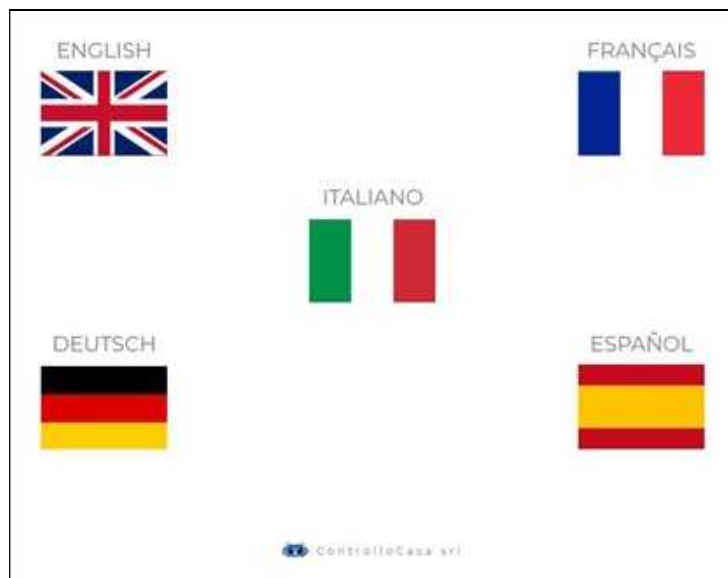 ENGLISH
FRANÇAIS
ITALIANO
DEUTSCH
ESPAÑOL
ControlloCasa srl